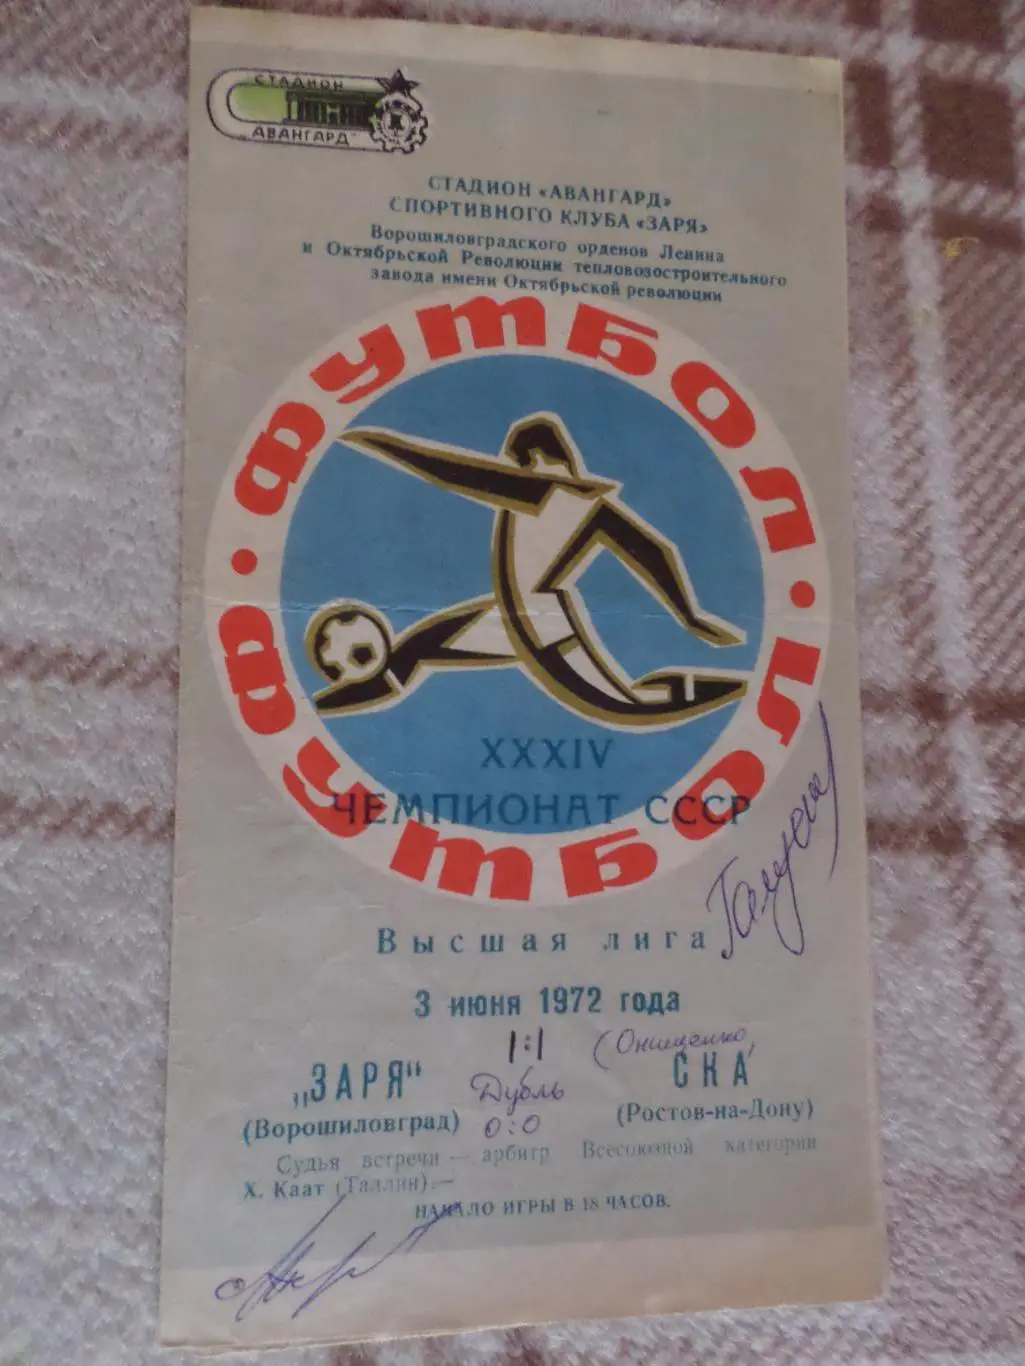 СТАДИОН
„АВАНГАРД"
СТАДИОН «АВАНГАРД»
СПОРТИВНОГО КЛУБА «ЗАРЯ»
Ворошиловградского орденов Ленина
и Октябрьской Революции тепловозостроительного
завода имени Октябрьской революции
ФУТБОЛ · ФУТБОЛ ·
XXXIV
ЧЕМПИОНАТ СССР
Высшая лига
3 июня 1972 года
1:1 (Онищенко,
„ЗАРЯ" Дубль СКА
(Ворошиловград) 0:0 (Ростов-на-Дону)
Судья встречи — арбитр Всесоюзной категории
Х. Каат (Таллин).—
НАЧАЛО ИГРЫ В 18 ЧАСОВ.